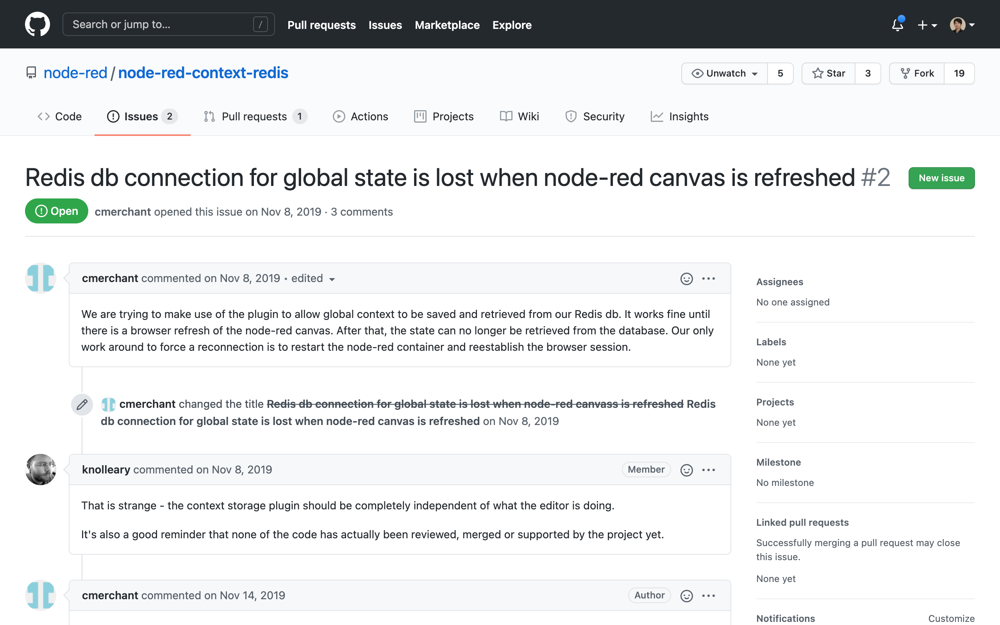 Search or jump to... /
Pull requests Issues Marketplace Explore
node-red / node-red-context-redis
Unwatch 5 Star 3 Fork 19
Code Issues 2 Pull requests 1 Actions Projects Wiki Security Insights
Redis db connection for global state is lost when node-red canvas is refreshed #2
New issue
Open cmerchant opened this issue on Nov 8, 2019 · 3 comments
cmerchant commented on Nov 8, 2019 • edited
We are trying to make use of the plugin to allow global context to be saved and retrieved from our Redis db. It works fine until
there is a browser refresh of the node-red canvas. After that, the state can no longer be retrieved from the database. Our only
work around to force a reconnection is to restart the node-red container and reestablish the browser session.
cmerchant changed the title Redis db connection for global state is lost when node-red canvass is refreshed Redis
db connection for global state is lost when node-red canvas is refreshed on Nov 8, 2019
knolleary commented on Nov 8, 2019
Member
That is strange - the context storage plugin should be completely independent of what the editor is doing.
It's also a good reminder that none of the code has actually been reviewed, merged or supported by the project yet.
cmerchant commented on Nov 14, 2019
Author
Assignees
No one assigned
Labels
None yet
Projects
None yet
Milestone
No milestone
Linked pull requests
Successfully merging a pull request may close
this issue.
None yet
Notifications Customize